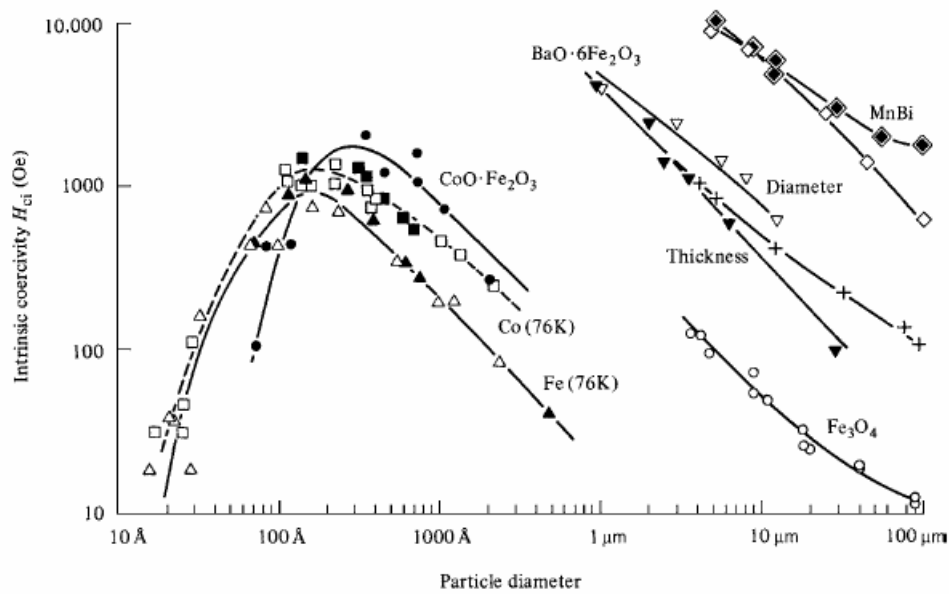 10.000
1000
100
10
Intrinsic coercivity Hci (Oe)
BaO·6Fe₂O₃
MnBi
CoO·Fe₂O₃
Diameter
Thickness
Co (76K)
Fe (76K)
Fe₃O₄
10 Å
100 Å
1000 Å
1 μm
10 μm
100 μm
Particle diameter